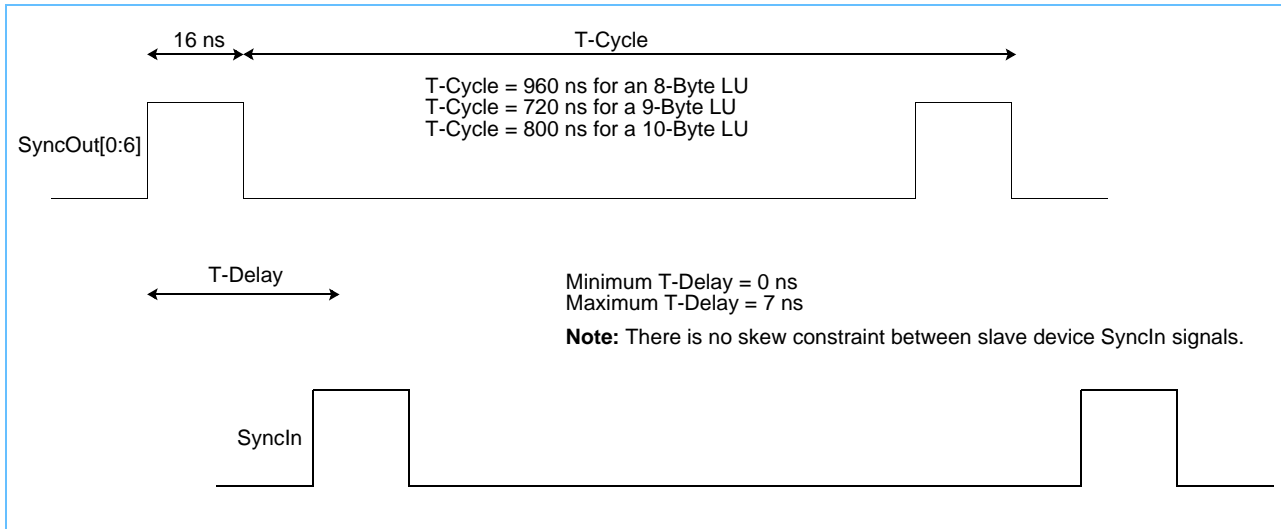 16 ns
T-Cycle
T-Cycle = 960 ns for an 8-Byte LU
T-Cycle = 720 ns for a 9-Byte LU
T-Cycle = 800 ns for a 10-Byte LU
SyncOut[0:6]
T-Delay
Minimum T-Delay = 0 ns
Maximum T-Delay = 7 ns
Note: There is no skew constraint between slave device SyncIn signals.
SyncIn